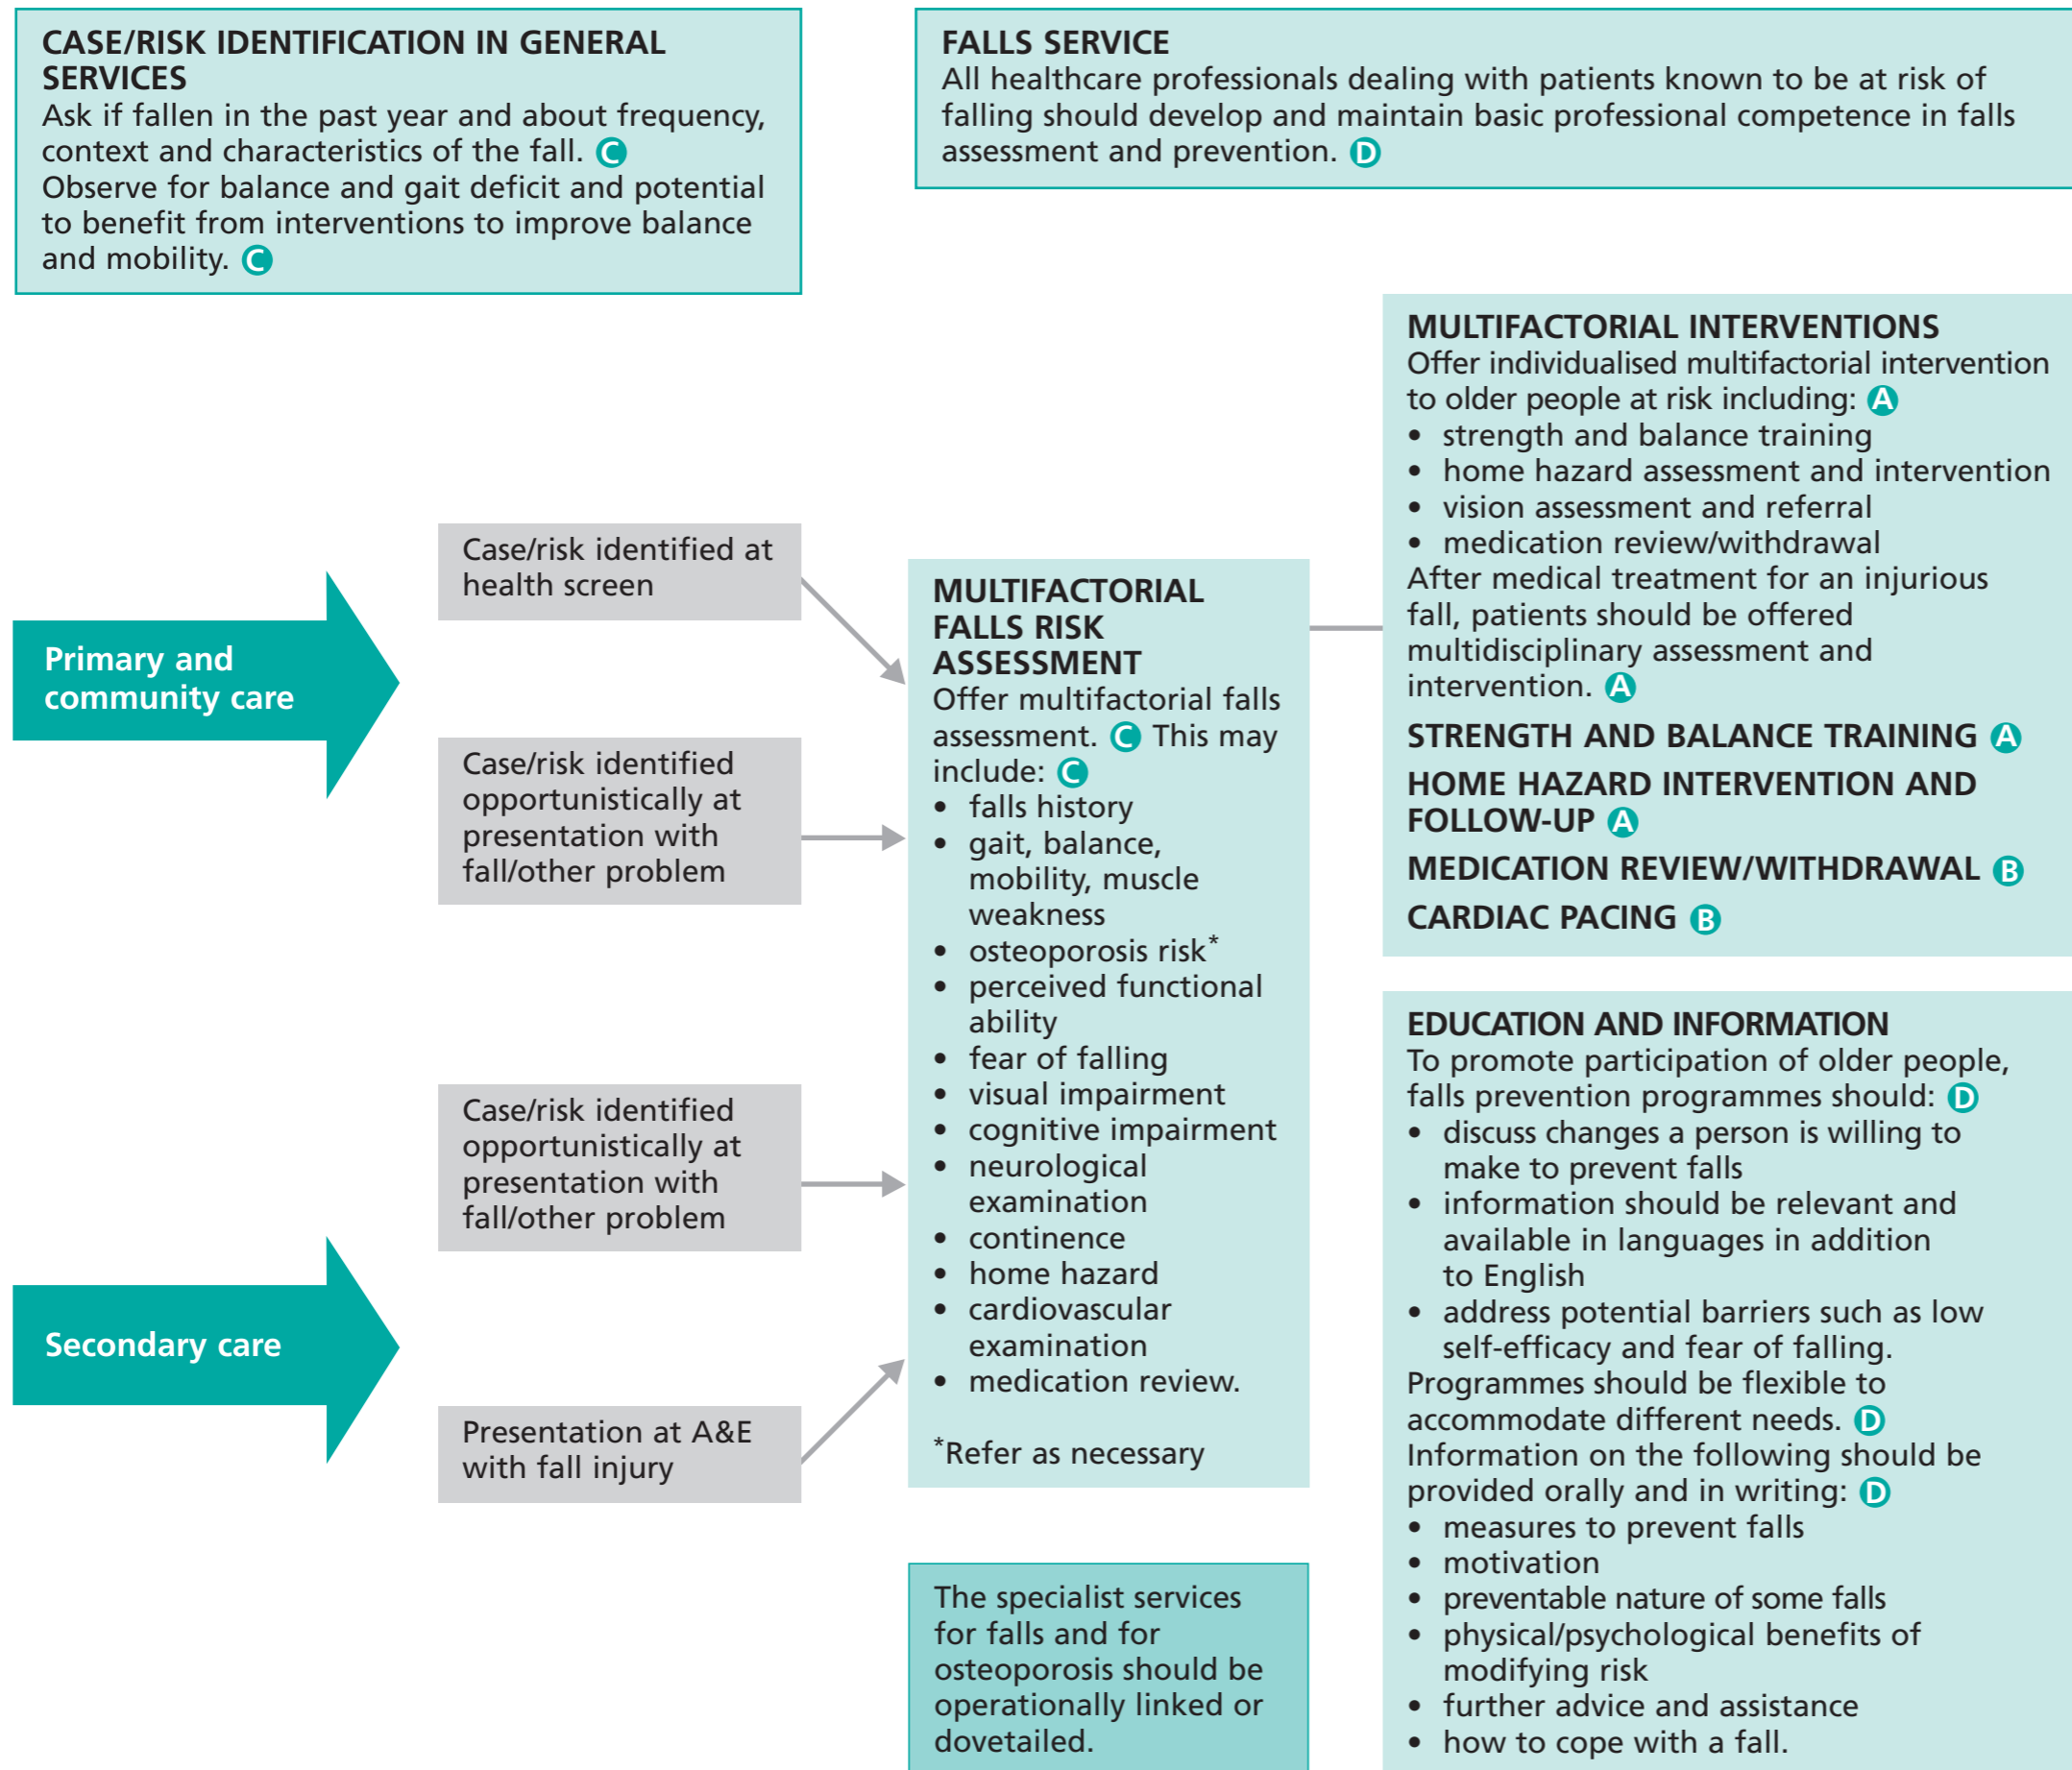 CASE/RISK IDENTIFICATION IN GENERAL
SERVICES
Ask if fallen in the past year and about frequency,
context and characteristics of the fall. C
Observe for balance and gait deficit and potential
to benefit from interventions to improve balance
and mobility. C
FALLS SERVICE
All healthcare professionals dealing with patients known to be at risk of
falling should develop and maintain basic professional competence in falls
assessment and prevention. D
Primary and
community care
Case/risk identified at
health screen
Case/risk identified
opportunistically at
presentation with
fall/other problem
Secondary care
Case/risk identified
opportunistically at
presentation with
fall/other problem
Presentation at A&E
with fall injury
MULTIFACTORIAL
FALLS RISK
ASSESSMENT
Offer multifactorial falls
assessment. C This may
include: C
• falls history
• gait, balance,
mobility, muscle
weakness
• osteoporosis risk*
• perceived functional
ability
• fear of falling
• visual impairment
• cognitive impairment
• neurological
examination
• continence
• home hazard
• cardiovascular
examination
• medication review.
*Refer as necessary
The specialist services
for falls and for
osteoporosis should be
operationally linked or
dovetailed.
MULTIFACTORIAL INTERVENTIONS
Offer individualised multifactorial intervention
to older people at risk including: A
• strength and balance training
• home hazard assessment and intervention
• vision assessment and referral
• medication review/withdrawal
After medical treatment for an injurious
fall, patients should be offered
multidisciplinary assessment and
intervention. A
STRENGTH AND BALANCE TRAINING A
HOME HAZARD INTERVENTION AND
FOLLOW-UP A
MEDICATION REVIEW/WITHDRAWAL B
CARDIAC PACING B
EDUCATION AND INFORMATION
To promote participation of older people,
falls prevention programmes should: D
• discuss changes a person is willing to
make to prevent falls
• information should be relevant and
available in languages in addition
to English
• address potential barriers such as low
self-efficacy and fear of falling.
Programmes should be flexible to
accommodate different needs. D
Information on the following should be
provided orally and in writing: D
• measures to prevent falls
• motivation
• preventable nature of some falls
• physical/psychological benefits of
modifying risk
• further advice and assistance
• how to cope with a fall.